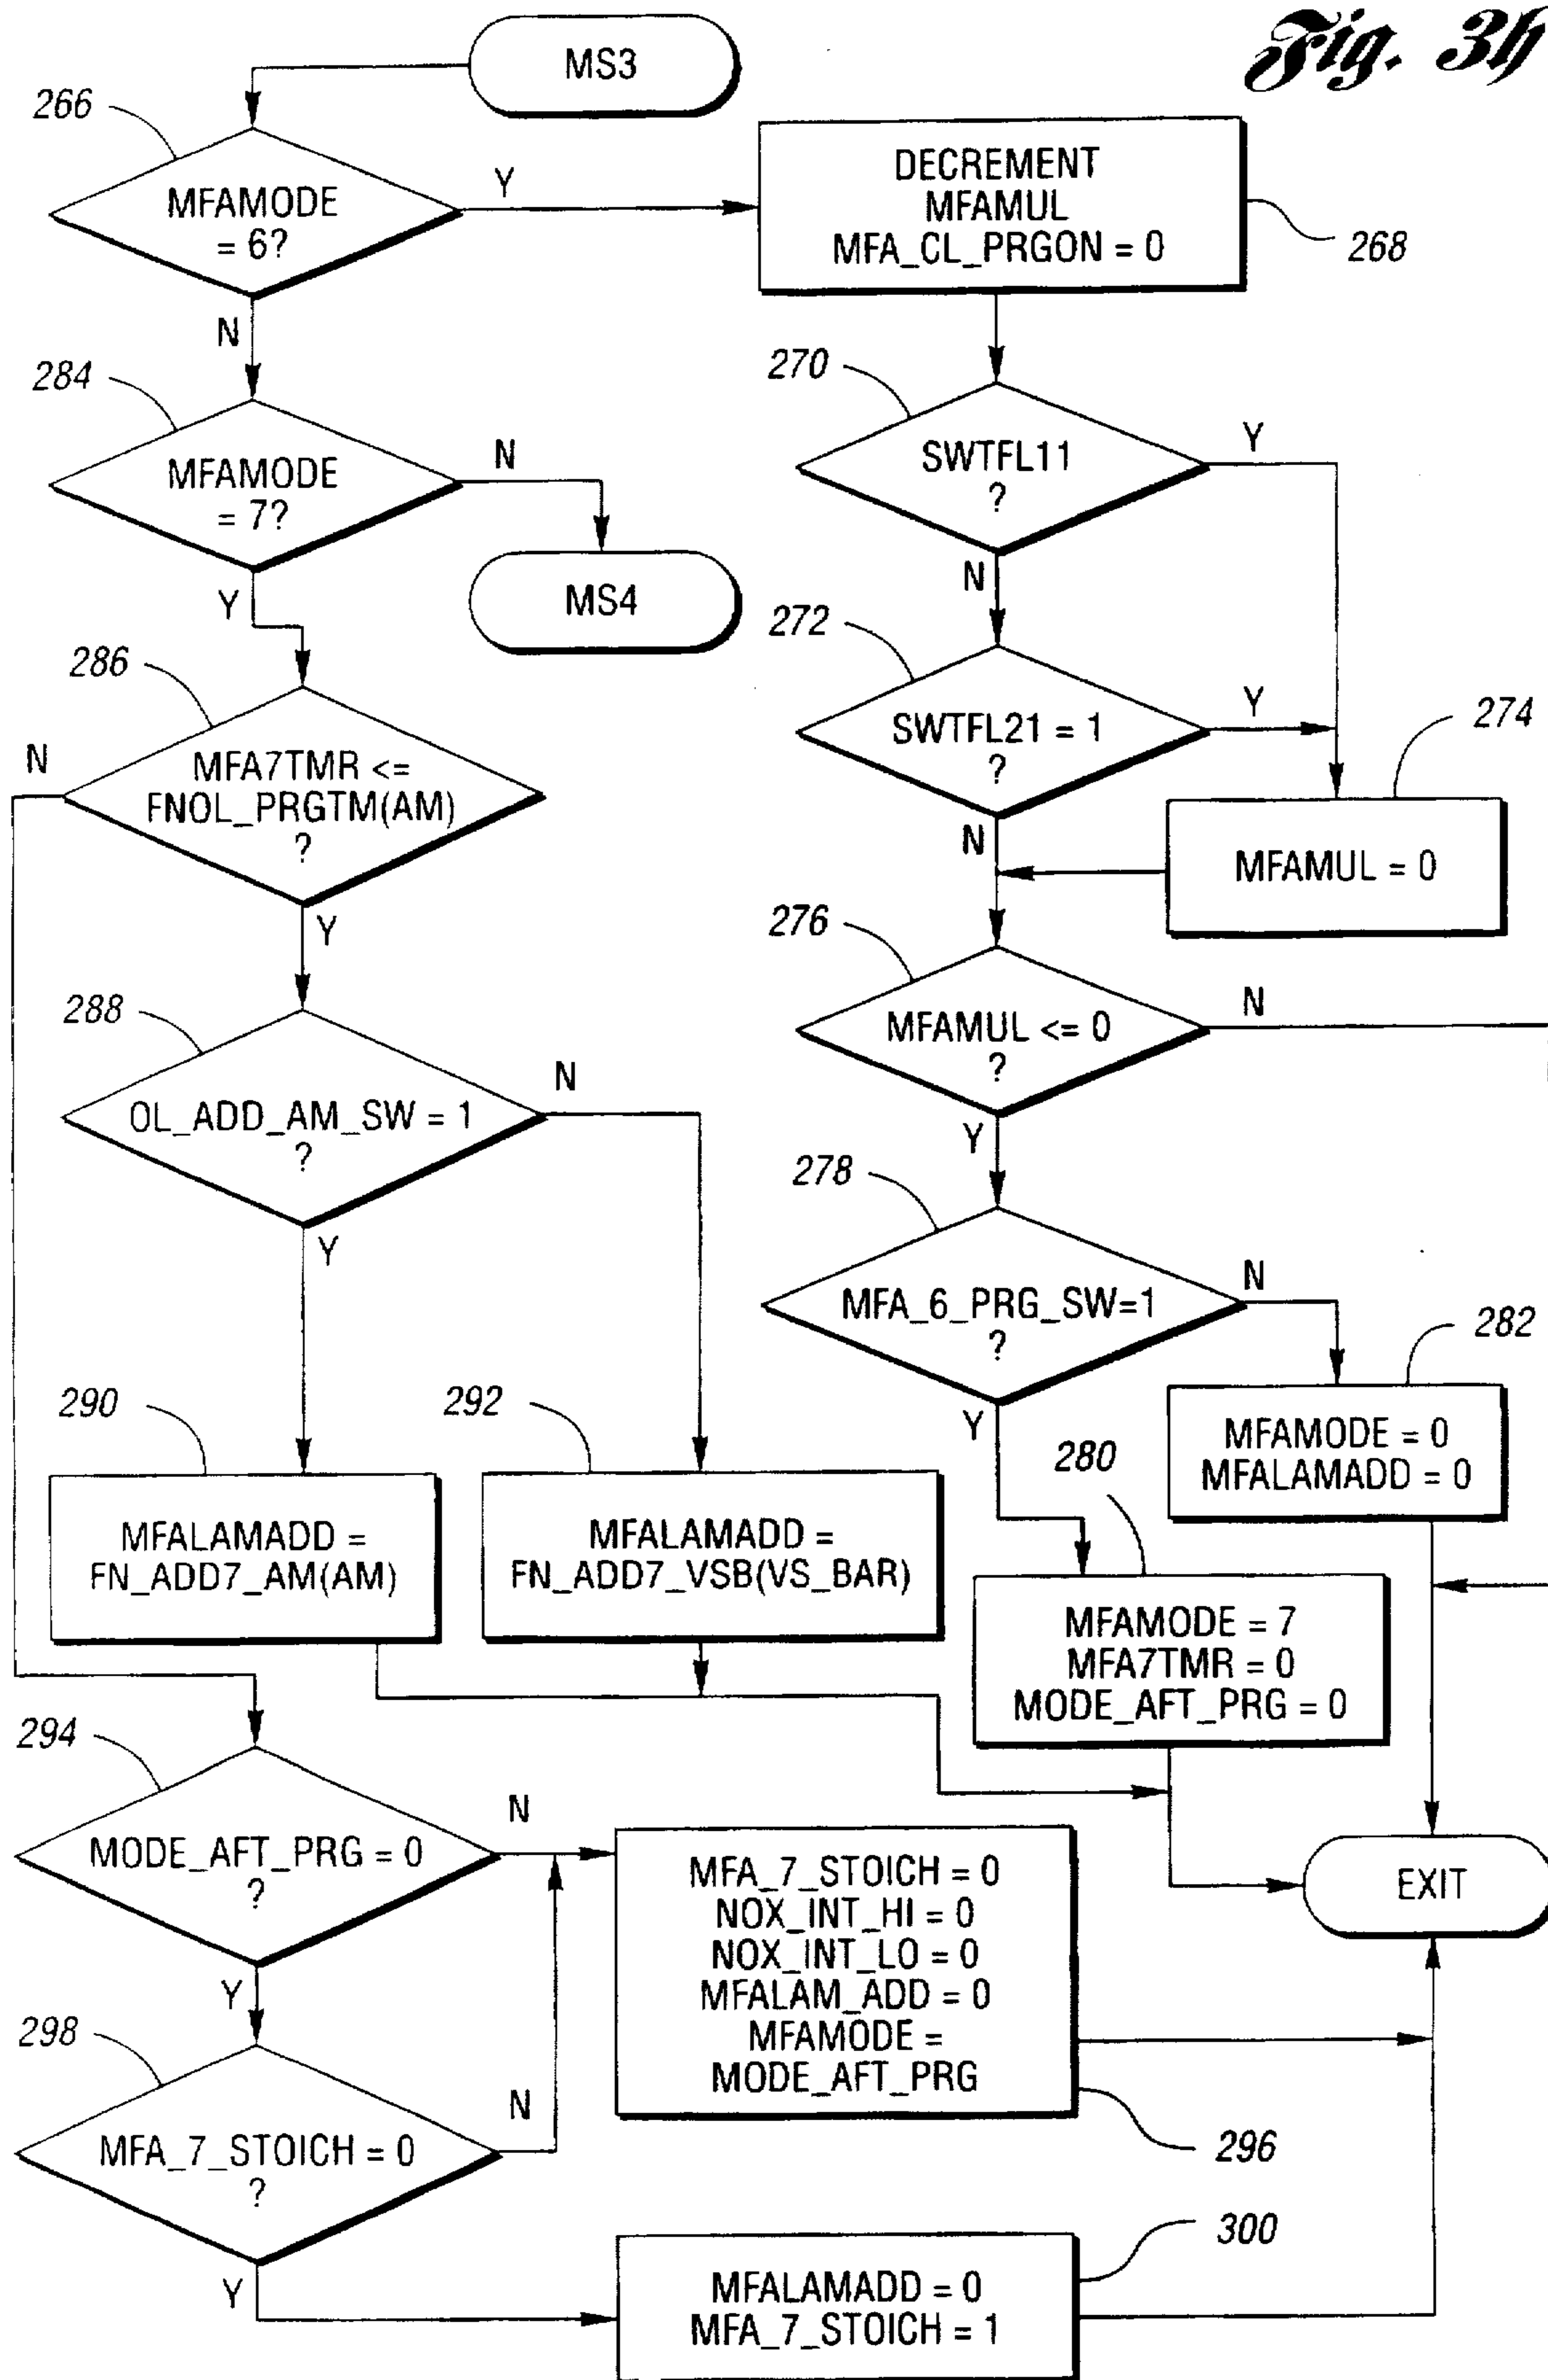 Fig. 3h
MS3
266
MFAMODE
= 6?
Y
N
DECREMENT
MFAMUL
MFA_CL_PRGON = 0
268
284
MFAMODE
= 7?
N
Y
MS4
270
SWTFL11
?
Y
N
272
SWTFL21 = 1
?
Y
N
274
MFAMUL = 0
286
MFA7TMR <=
FNOL_PRGTM(AM)
?
N
Y
276
MFAMUL <= 0
?
N
Y
288
OL_ADD_AM_SW = 1
?
N
Y
278
MFA_6_PRG_SW=1
?
N
Y
282
MFAMODE = 0
MFALAMADD = 0
290
MFALAMADD =
FN_ADD7_AM(AM)
292
MFALAMADD =
FN_ADD7_VSB(VS_BAR)
280
MFAMODE = 7
MFA7TMR = 0
MODE_AFT_PRG = 0
294
MODE_AFT_PRG = 0
?
N
Y
MFA_7_STOICH = 0
NOX_INT_HI = 0
NOX_INT_LO = 0
MFALAM_ADD = 0
MFAMODE =
MODE_AFT_PRG
296
EXIT
298
MFA_7_STOICH = 0
?
N
Y
300
MFALAMADD = 0
MFA_7_STOICH = 1